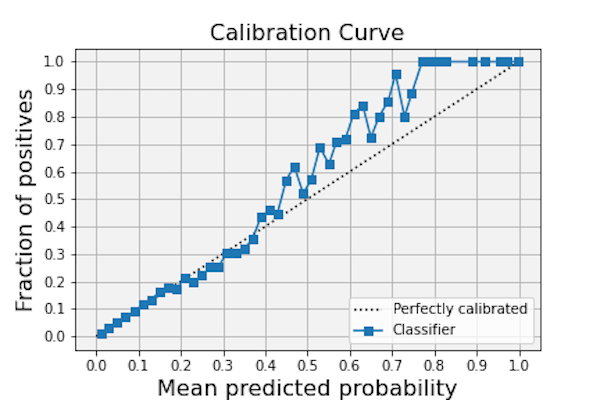 Calibration Curve
Fraction of positives
1.0
0.9
0.8
0.7
0.6
0.5
0.4
0.3
0.2
0.1
0.0
Perfectly calibrated
Classifier
0.0 0.1 0.2 0.3 0.4 0.5 0.6 0.7 0.8 0.9 1.0
Mean predicted probability